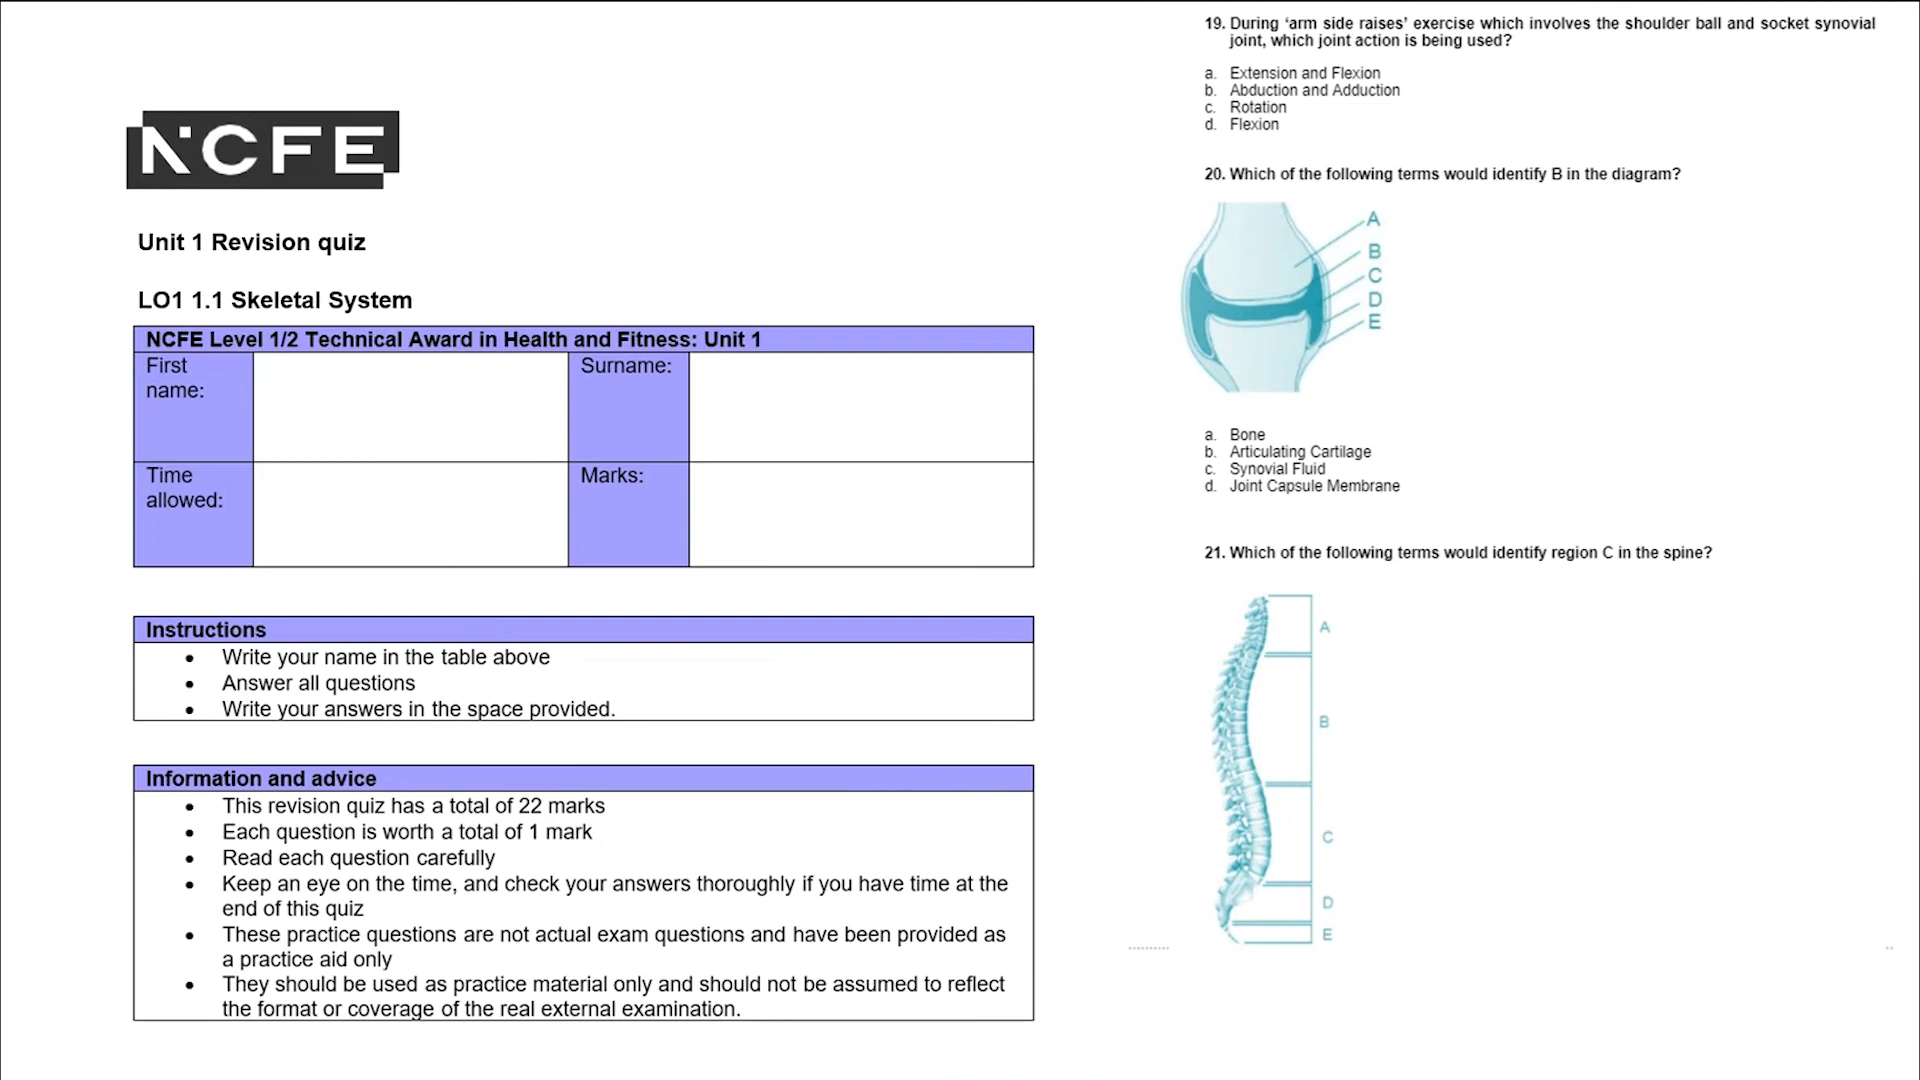 NCFE
Unit 1 Revision quiz
LO1 1.1 Skeletal System
NCFE Level 1/2 Technical Award in Health and Fitness: Unit 1
First
name:
Surname:
Time
allowed:
Marks:
Instructions
• Write your name in the table above
• Answer all questions
• Write your answers in the space provided.
Information and advice
• This revision quiz has a total of 22 marks
• Each question is worth a total of 1 mark
• Read each question carefully
• Keep an eye on the time, and check your answers thoroughly if you have time at the
end of this quiz
• These practice questions are not actual exam questions and have been provided as
a practice aid only
• They should be used as practice material only and should not be assumed to reflect
the format or coverage of the real external examination.
19. During ‘arm side raises’ exercise which involves the shoulder ball and socket synovial
joint, which joint action is being used?
a. Extension and Flexion
b. Abduction and Adduction
c. Rotation
d. Flexion
20. Which of the following terms would identify B in the diagram?
A
B
C
D
E
a. Bone
b. Articulating Cartilage
c. Synovial Fluid
d. Joint Capsule Membrane
21. Which of the following terms would identify region C in the spine?
A
B
C
D
E